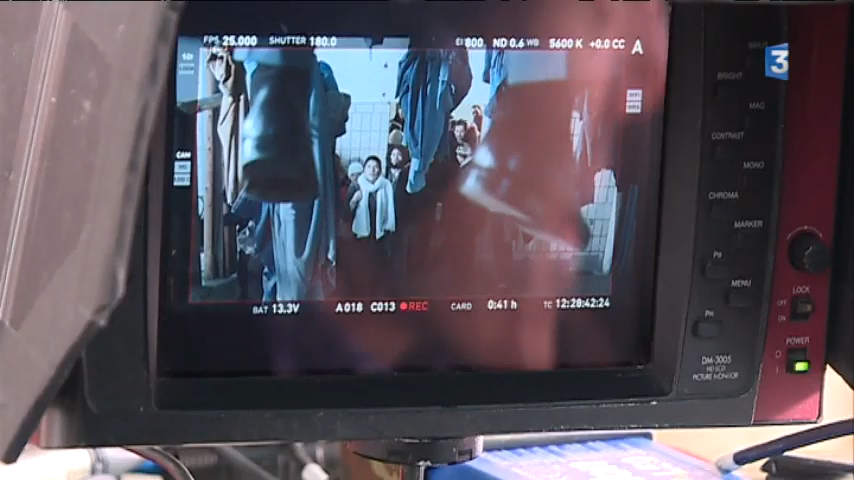 FPS 25.000 SHUTTER 180.0 EI 800 ND 0.6 WB 5600 K +0.0 CC A
3
BRIGHT
MAG
CONTRAST
MONO
CHROMA
MARKER
CAM
MENU
LOCK
OFF
ON
BAT 13.3V A018 C013 REC CARD 0:41 h TC 12:28:42:24
POWER
O
I
DM-3005
PICTURE MONITOR